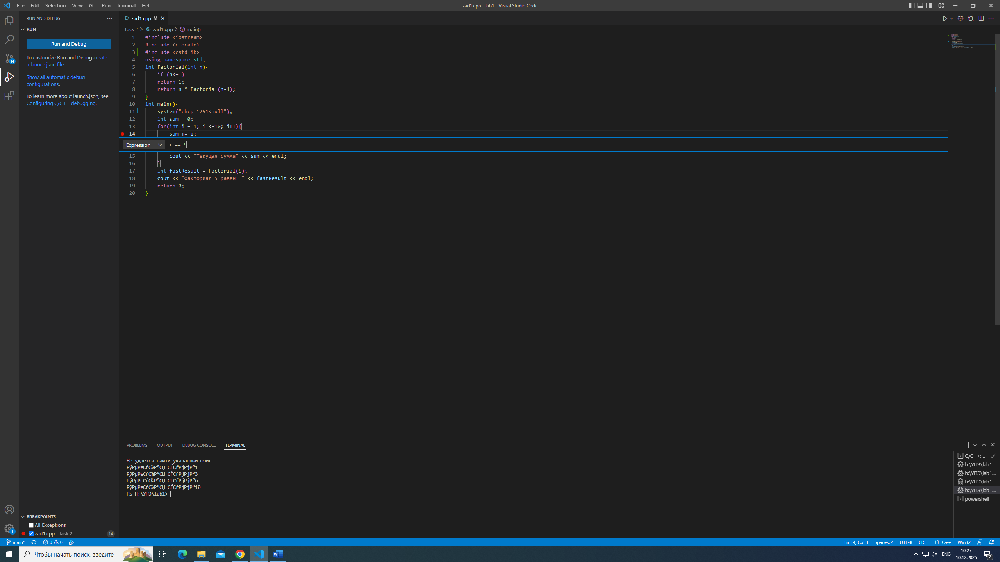 File Edit Selection View Go Run Terminal Help
zad1.cpp - lab1 - Visual Studio Code
RUN AND DEBUG
RUN
Run and Debug
To customize Run and Debug create
a launch.json file.
Show all automatic debug
configurations.
To learn more about launch.json, see
Configuring C/C++ debugging.
14
zad1.cpp M
task 2 > zad1.cpp > main()
1 #include <iostream>
2 #include <clocale>
3 #include <cstdlib>
4 using namespace std;
5 int Factorial(int n){
6 if (n<=1)
7 return 1;
8 return n * Factorial(n-1);
9 }
10 int main(){
11 system("chcp 1251<null");
12 int sum = 0;
13 for(int i = 1; i <=10; i++){
14 sum += i;
Expression i == 5
15 cout << "Текущая сумма" << sum << endl;
16 }
17 int fastResult = Factorial(5);
18 cout << "Факториал 5 равен: " << fastResult << endl;
19 return 0;
20 }
PROBLEMS OUTPUT DEBUG CONSOLE TERMINAL
Не удается найти указанный файл.
РўРµРєСѓС‰Р°СЏ СЃСѓРјРјР°1
РўРµРєСѓС‰Р°СЏ СЃСѓРјРјР°3
РўРµРєСѓС‰Р°СЏ СЃСѓРјРјР°6
РўРµРєСѓС‰Р°СЏ СЃСѓРјРјР°10
PS H:\УПЭ\lab1>
C/C++: ...
h:\УПЭ\lab1...
h:\УПЭ\lab1...
h:\УПЭ\lab1...
h:\УПЭ\lab1...
powershell
BREAKPOINTS
All Exceptions
zad1.cpp task 2 14
1
main* 0 0
Ln 14, Col 1 Spaces: 4 UTF-8 CRLF {} C++ Win32
Чтобы начать поиск, введите
ENG
10:27
10.12.2025
2